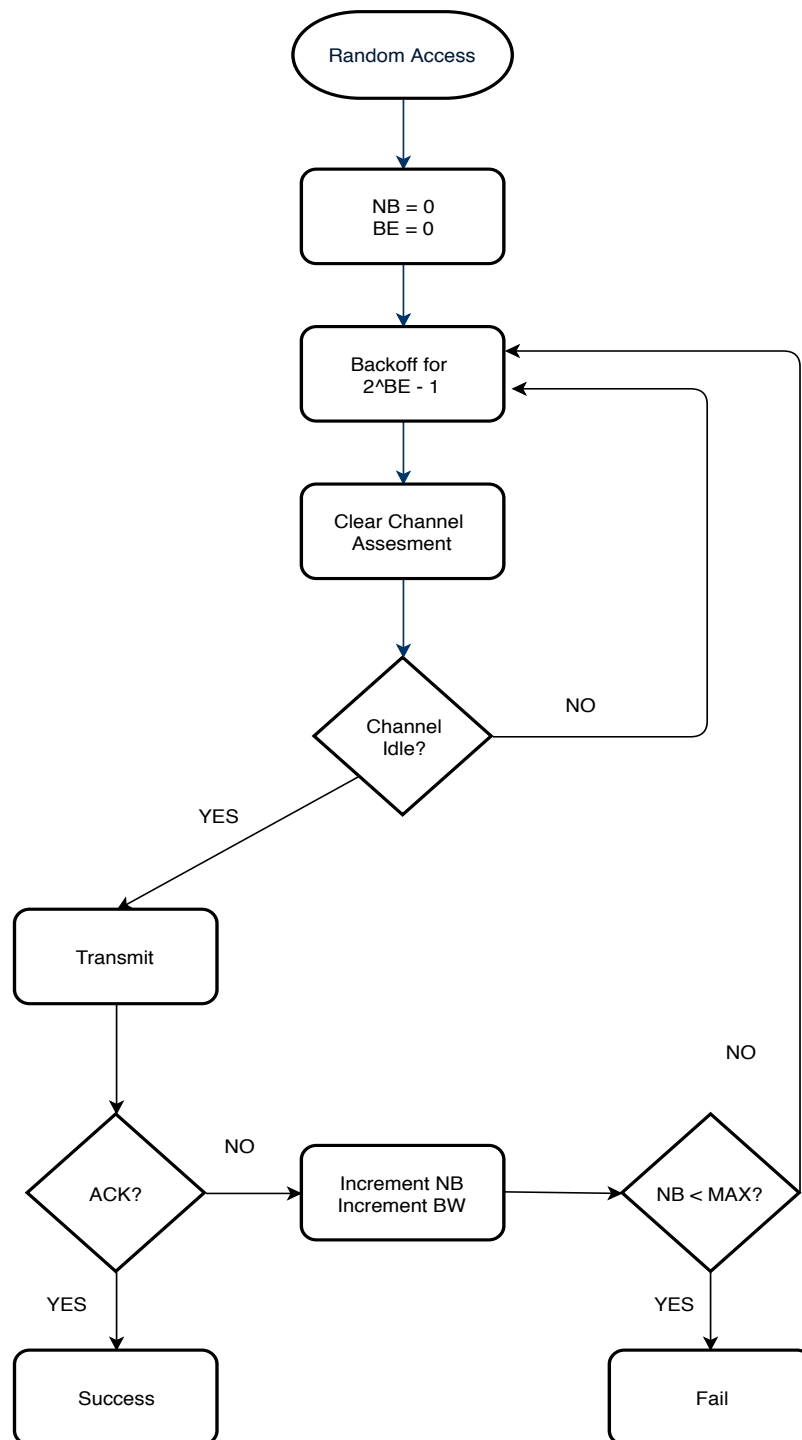 Random Access
NB = 0
BE = 0
Backoff for
2^BE - 1
Clear Channel
Assesment
Channel
Idle?
NO
YES
Transmit
NO
ACK?
NO
Increment NB
Increment BW
NB < MAX?
YES
YES
Success
Fail